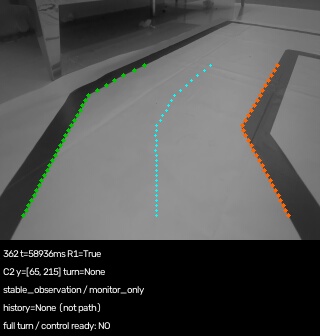 362 t=58936ms R1=True
C2 y=[65, 215] turn=None
stable_observation / monitor_only
history=None (not path)
full turn / control ready: NO